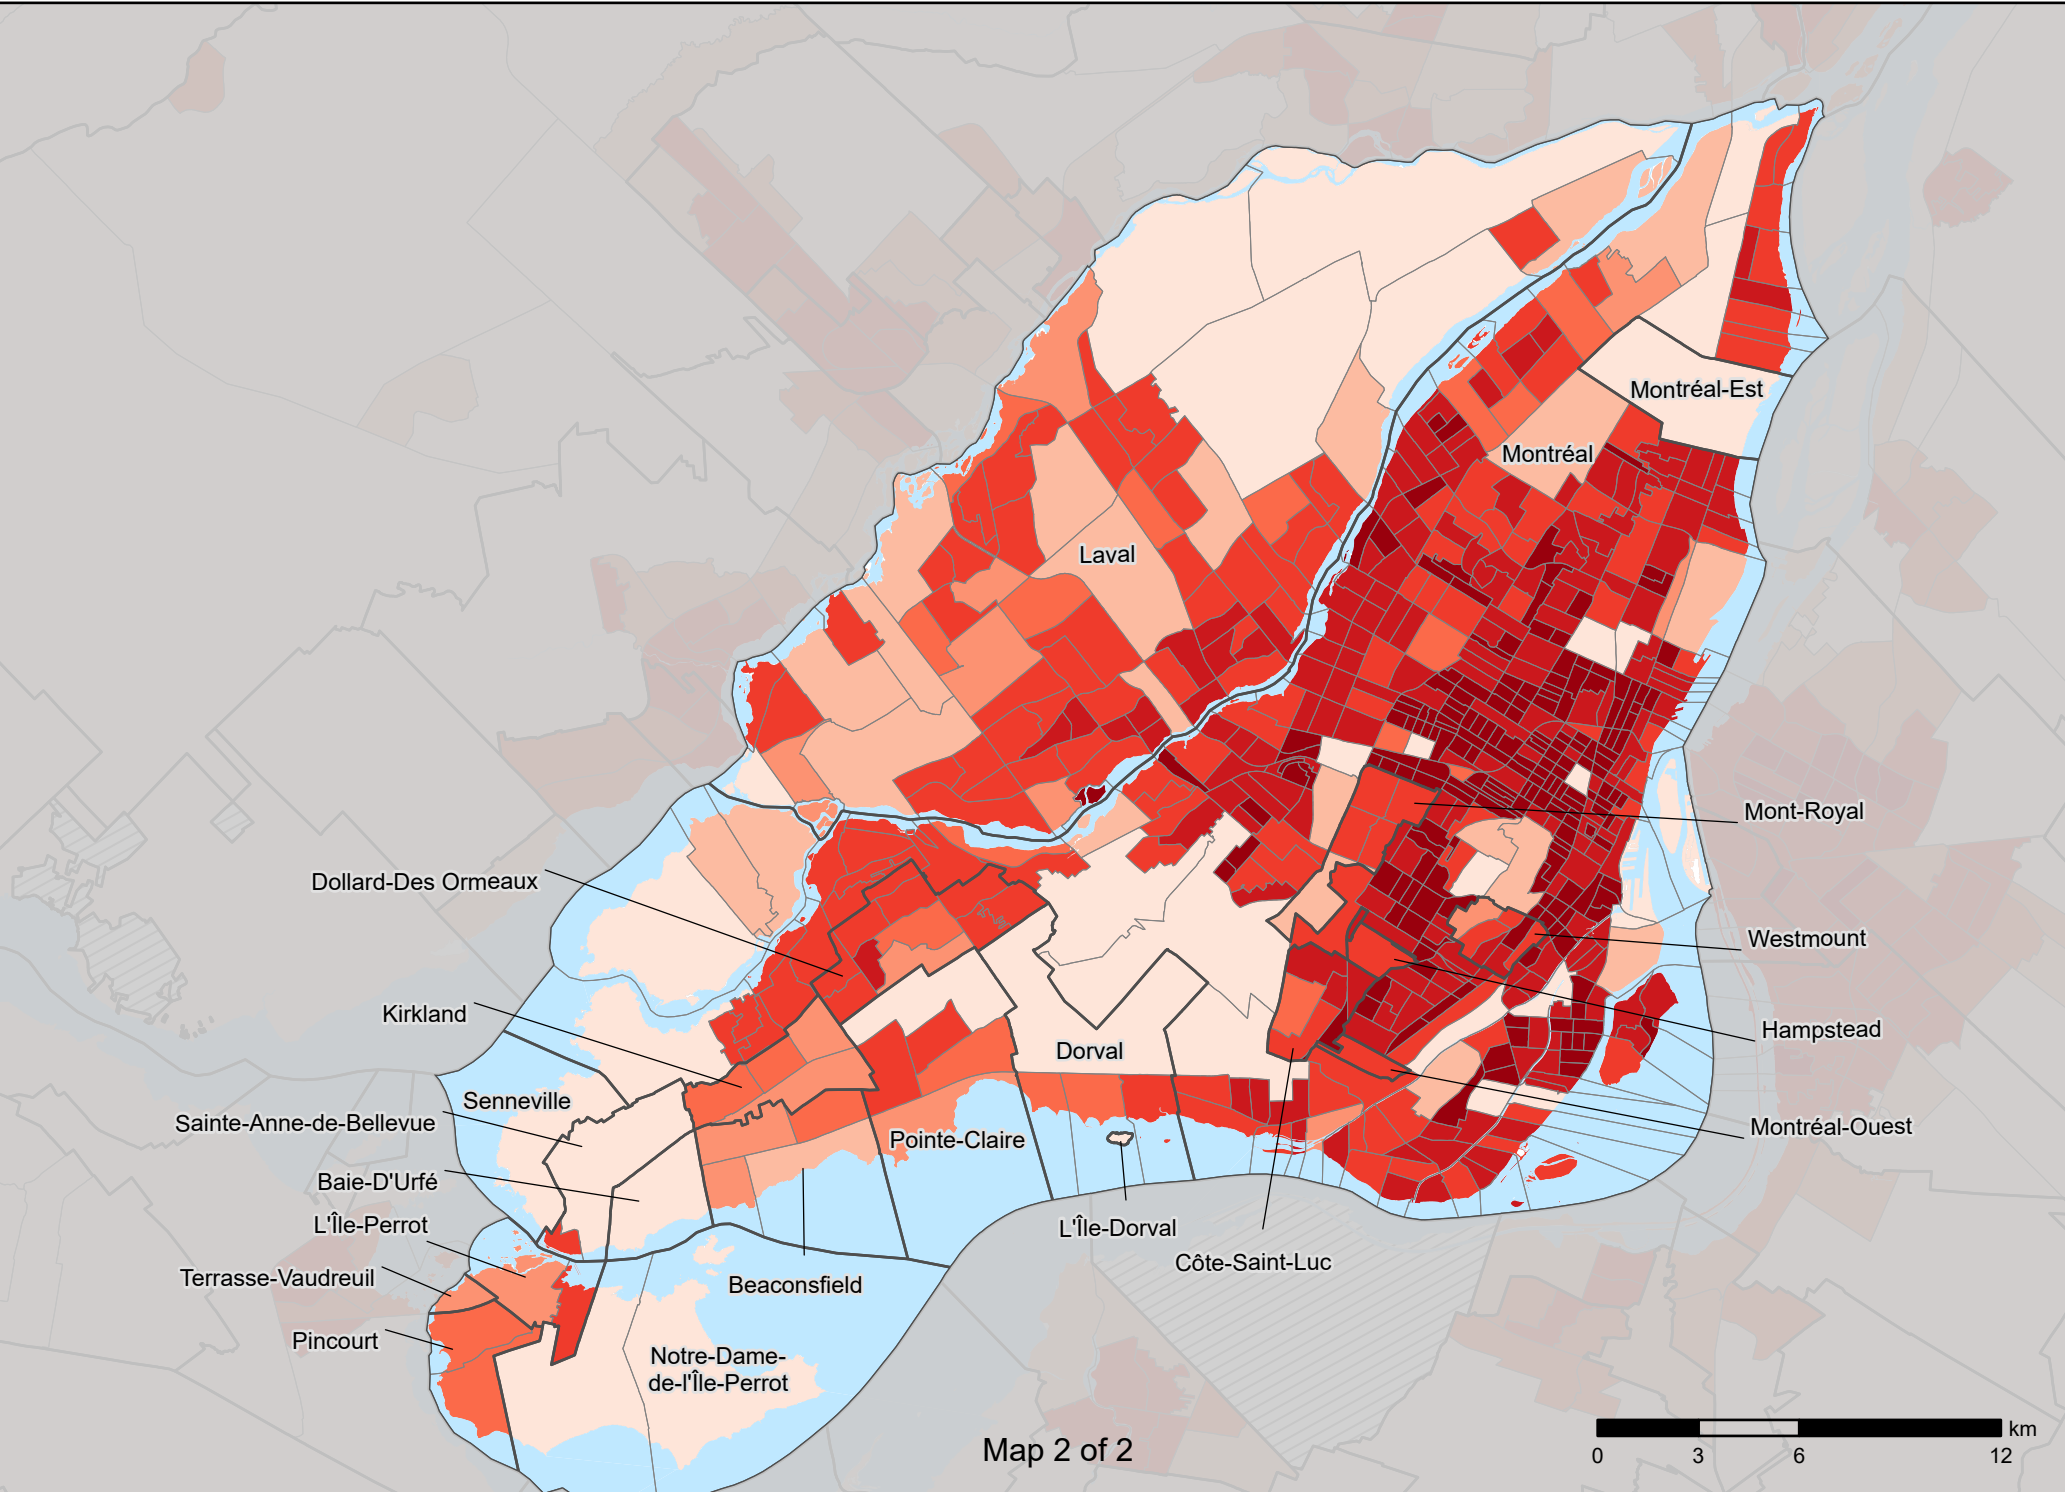 Montréal-Est
Montréal
Laval
Mont-Royal
Dollard-Des Ormeaux
Westmount
Kirkland
Hampstead
Dorval
Senneville
Sainte-Anne-de-Bellevue
Montréal-Ouest
Pointe-Claire
Baie-D'Urfé
L'Île-Perrot
L'Île-Dorval
Côte-Saint-Luc
Terrasse-Vaudreuil
Beaconsfield
Pincourt
Notre-Dame-
de-l'Île-Perrot
km
Map 2 of 2
0 3 6 12